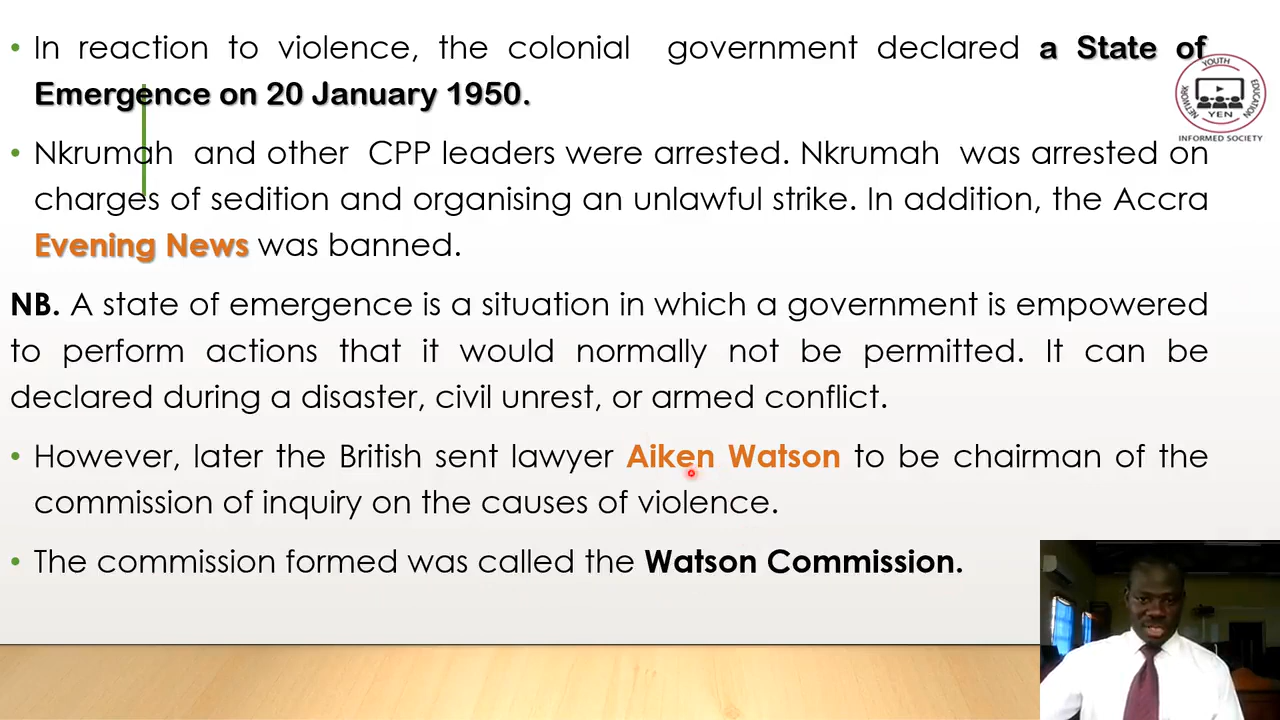 • In reaction to violence, the colonial government declared a State of
Emergence on 20 January 1950.
• Nkrumah and other CPP leaders were arrested. Nkrumah was arrested on
charges of sedition and organising an unlawful strike. In addition, the Accra
Evening News was banned.
NB. A state of emergence is a situation in which a government is empowered
to perform actions that it would normally not be permitted. It can be
declared during a disaster, civil unrest, or armed conflict.
• However, later the British sent lawyer Aiken Watson to be chairman of the
commission of inquiry on the causes of violence.
• The commission formed was called the Watson Commission.
YOUTH
EDUCATION
NETWORK
YEN
INFORMED SOCIETY